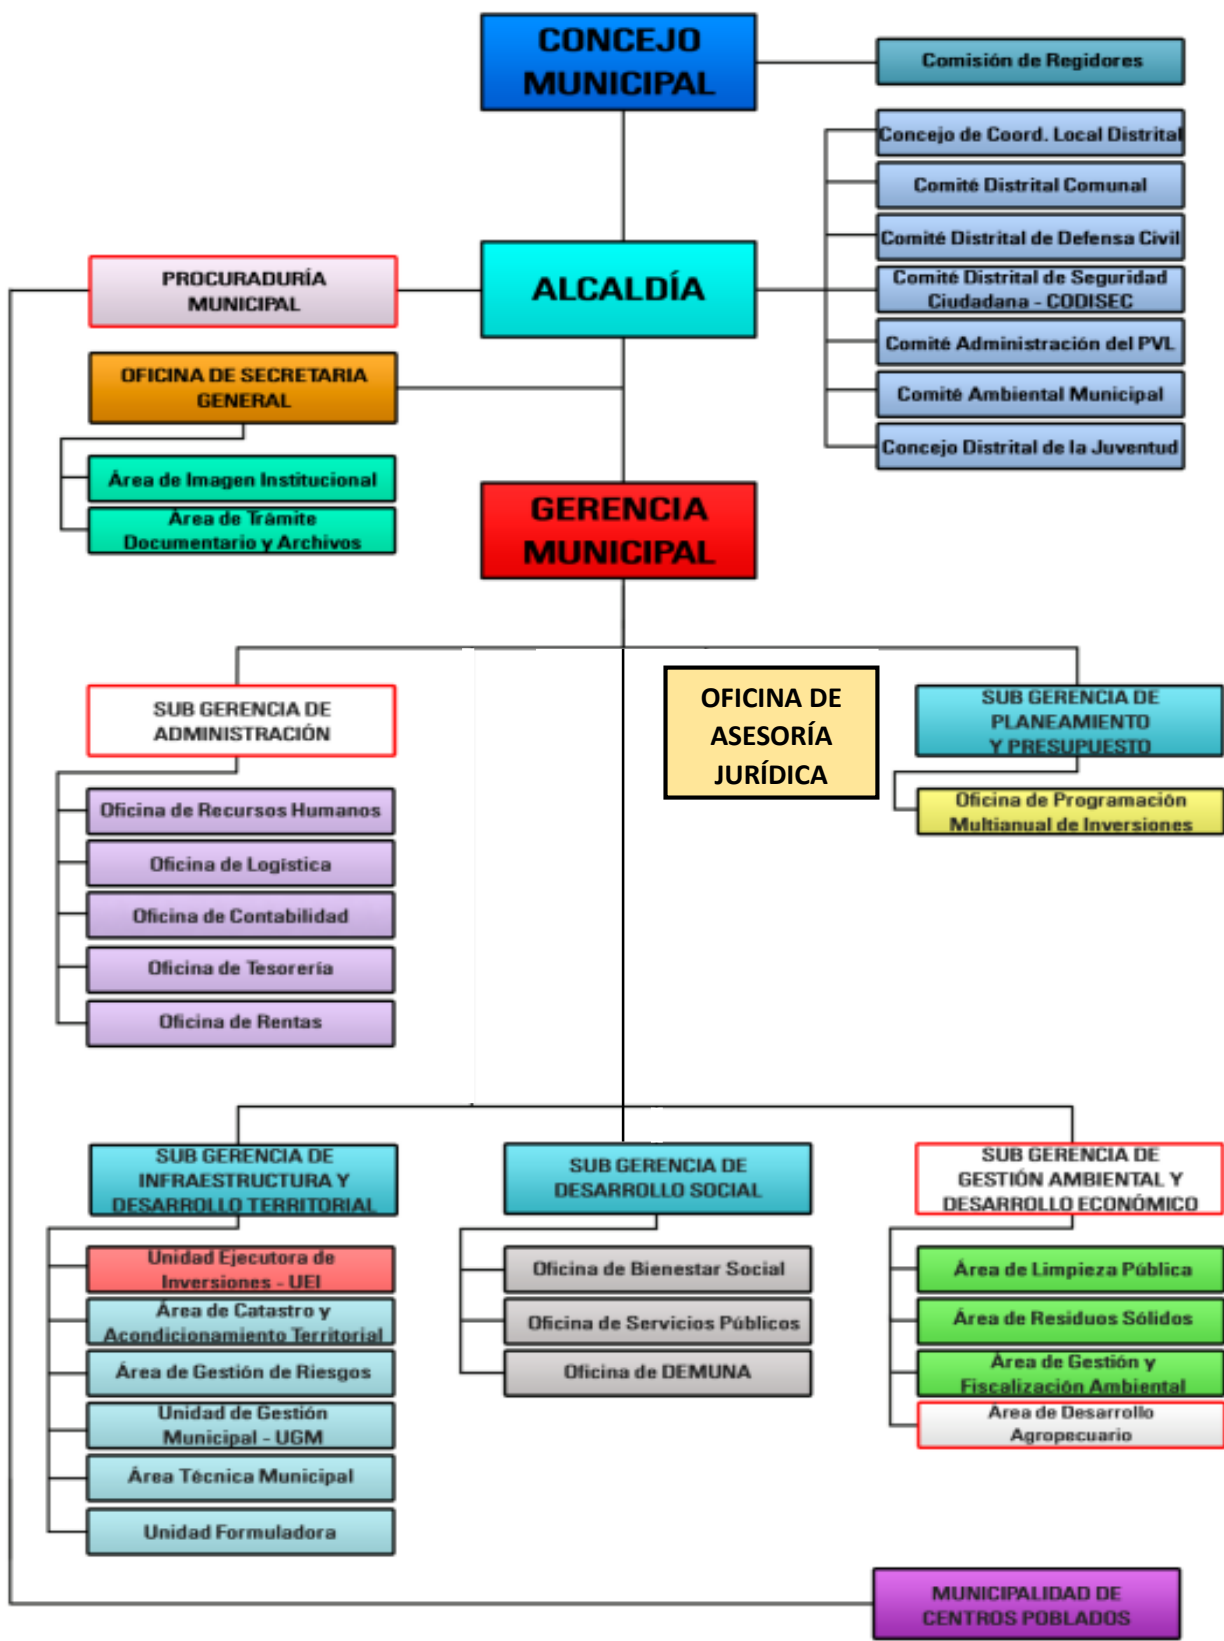 CONCEJO
MUNICIPAL
Comisión de Regidores
Concejo de Coord. Local Distrital
Comité Distrital Comunal
Comité Distrital de Defensa Civil
Comité Distrital de Seguridad
Ciudadana - CODISEC
Comité Administración del PVL
Comité Ambiental Municipal
Concejo Distrital de la Juventud
ALCALDÍA
PROCURADURÍA
MUNICIPAL
OFICINA DE SECRETARIA
GENERAL
Área de Imagen Institucional
Área de Trámite
Documentario y Archivos
GERENCIA
MUNICIPAL
SUB GERENCIA DE
ADMINISTRACIÓN
Oficina de Recursos Humanos
Oficina de Logística
Oficina de Contabilidad
Oficina de Tesorería
Oficina de Rentas
OFICINA DE
ASESORÍA
JURÍDICA
SUB GERENCIA DE
PLANEAMIENTO
Y PRESUPUESTO
Oficina de Programación
Multianual de Inversiones
SUB GERENCIA DE
INFRAESTRUCTURA Y
DESARROLLO TERRITORIAL
Unidad Ejecutora de
Inversiones - UEI
Área de Catastro y
Acondicionamiento Territorial
Área de Gestión de Riesgos
Unidad de Gestión
Municipal - UGM
Área Técnica Municipal
Unidad Formuladora
SUB GERENCIA DE
DESARROLLO SOCIAL
Oficina de Bienestar Social
Oficina de Servicios Públicos
Oficina de DEMUNA
SUB GERENCIA DE
GESTIÓN AMBIENTAL Y
DESARROLLO ECONÓMICO
Área de Limpieza Pública
Área de Residuos Sólidos
Área de Gestión y
Fiscalización Ambiental
Área de Desarrollo
Agropecuario
MUNICIPALIDAD DE
CENTROS POBLADOS